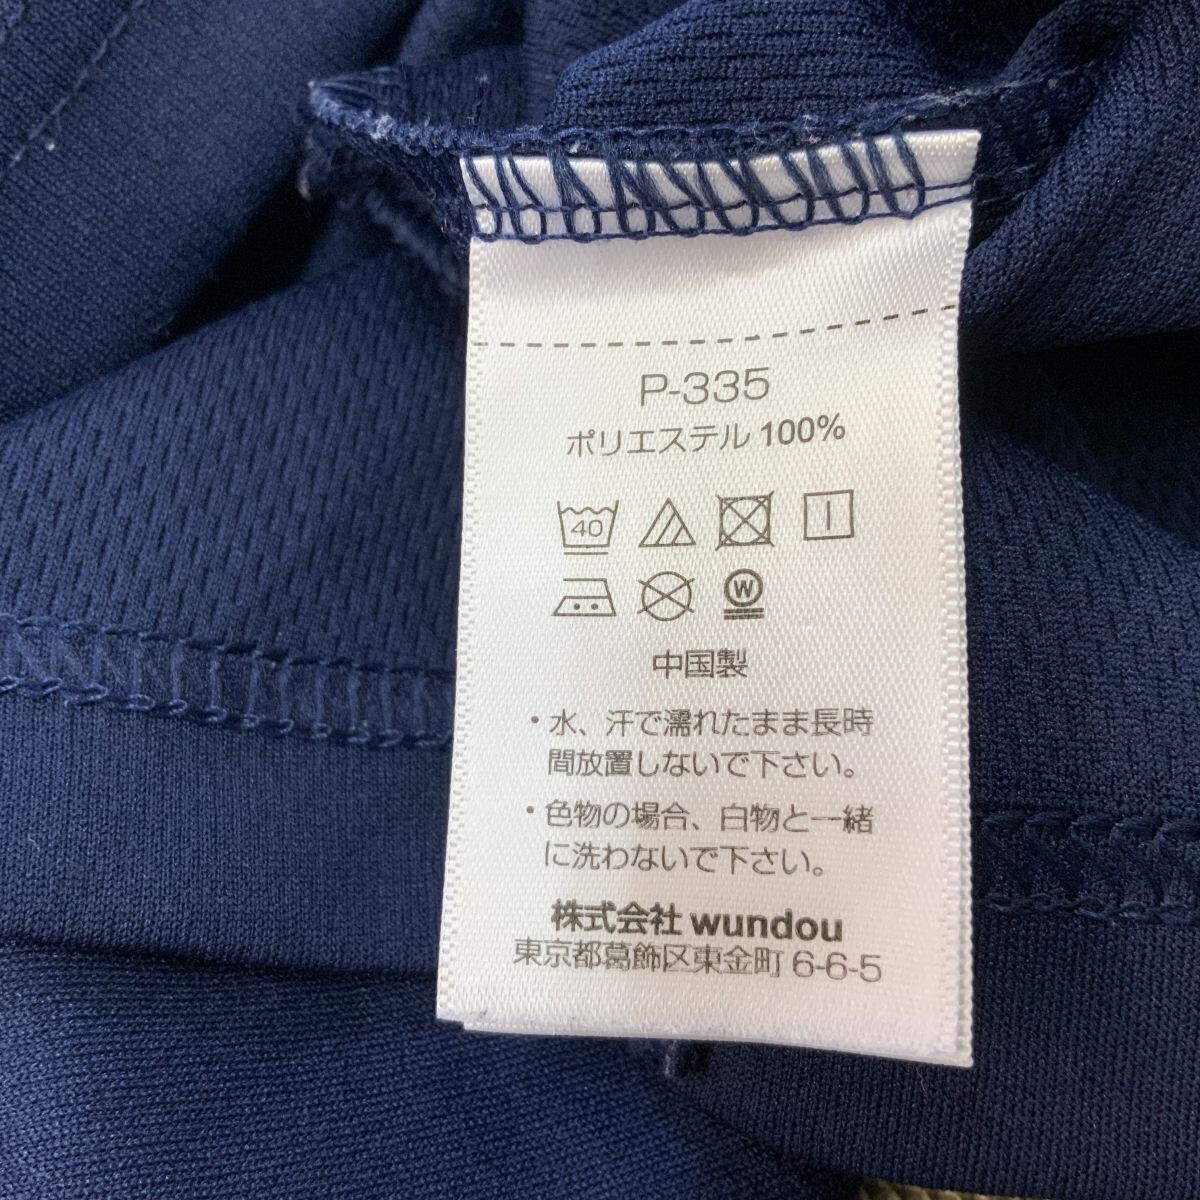 P-335
ポリエステル 100%
40
W
中国製
・水、汗で濡れたまま長時
間放置しないで下さい。
・色物の場合、白物と一緒
に洗わないで下さい。
株式会社 wundou
東京都葛飾区東金町 6-6-5